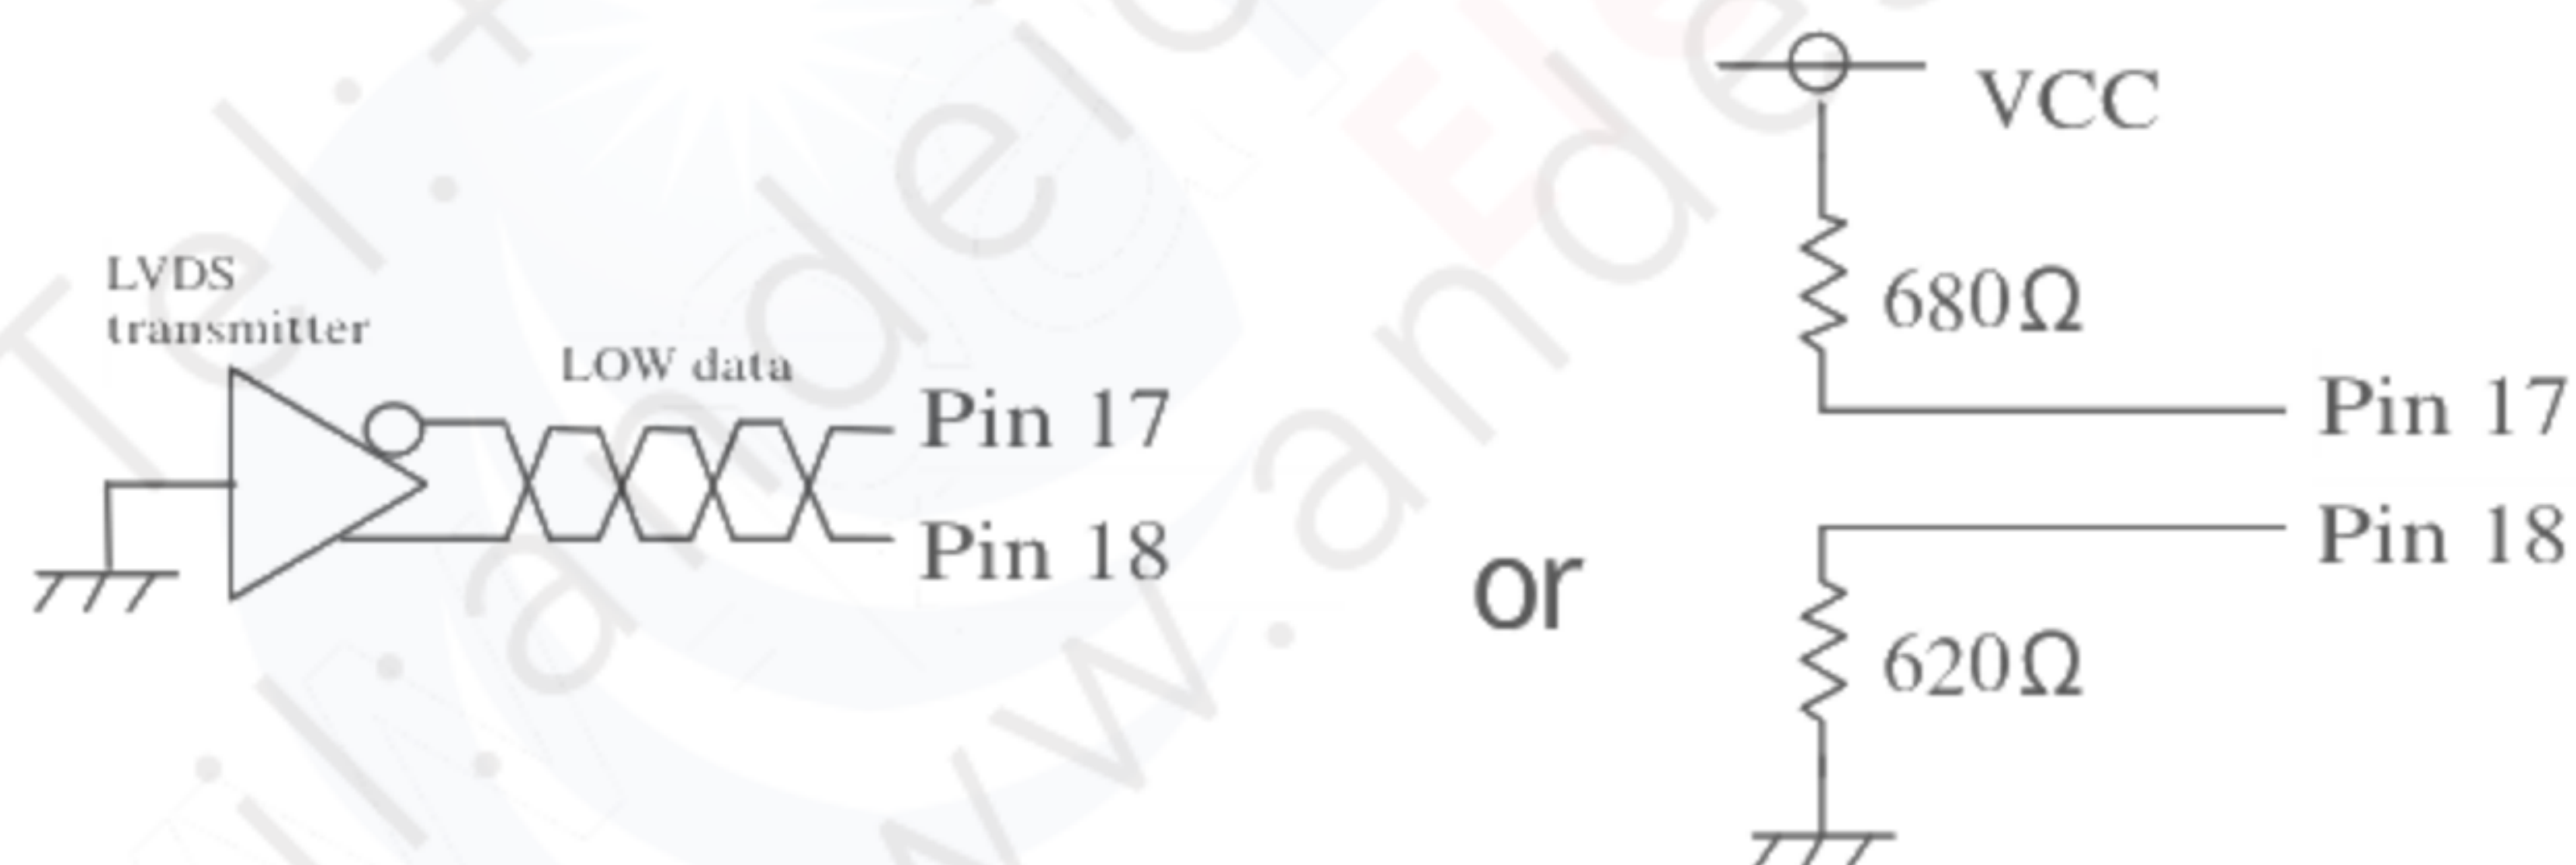 LVDS
transmitter
LOW data
Pin 17
Pin 18
or
VCC
680Ω
Pin 17
Pin 18
620Ω